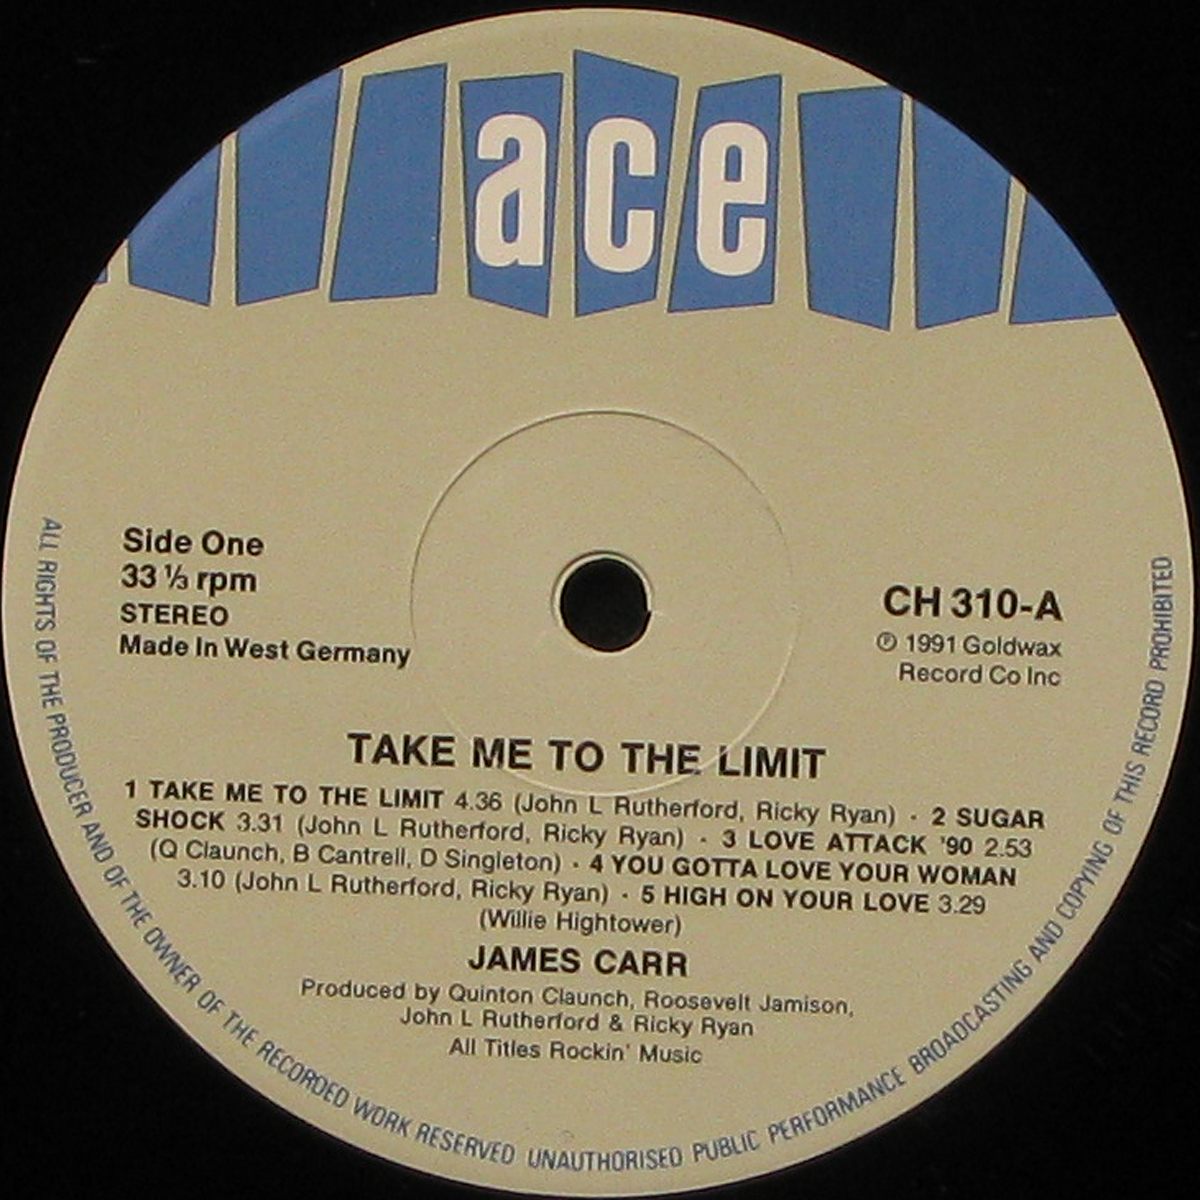 ace
Side One
33 ⅓ rpm
STEREO
Made In West Germany
CH 310-A
℗ 1991 Goldwax
Record Co Inc
TAKE ME TO THE LIMIT
1 TAKE ME TO THE LIMIT 4.36 (John L Rutherford, Ricky Ryan) · 2 SUGAR
SHOCK 3.31 (John L Rutherford, Ricky Ryan) · 3 LOVE ATTACK '90 2.53
(Q Claunch, B Cantrell, D Singleton) · 4 YOU GOTTA LOVE YOUR WOMAN
3.10 (John L Rutherford, Ricky Ryan) · 5 HIGH ON YOUR LOVE 3.29
(Willie Hightower)
JAMES CARR
Produced by Quinton Claunch, Roosevelt Jamison,
John L Rutherford & Ricky Ryan
All Titles Rockin' Music
ALL RIGHTS OF THE PRODUCER AND OF THE OWNER OF THE RECORDED WORK RESERVED UNAUTHORISED PUBLIC PERFORMANCE BROADCASTING AND COPYING OF THIS RECORD PROHIBITED